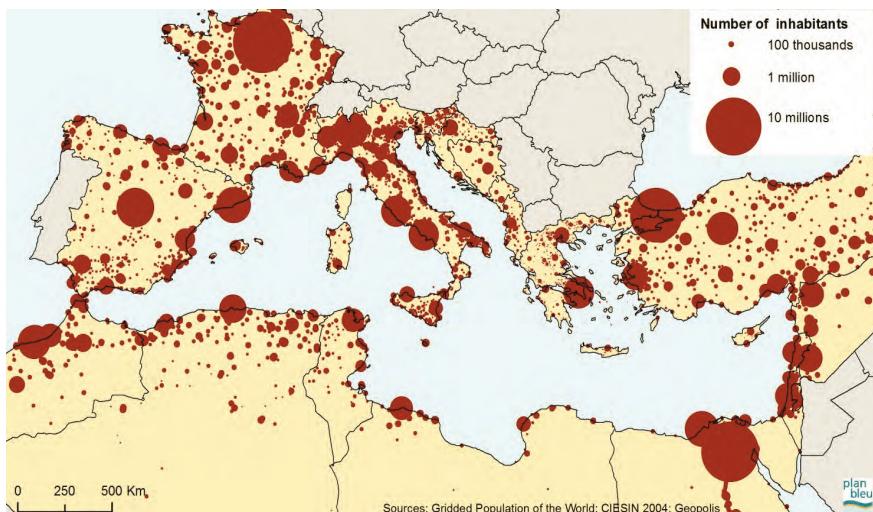 Number of inhabitants
100 thousands
1 million
10 millions
0 250 500 Km
Sources: Gridded Population of the World: CIESIN 2004: Geopolis
plan
bleu